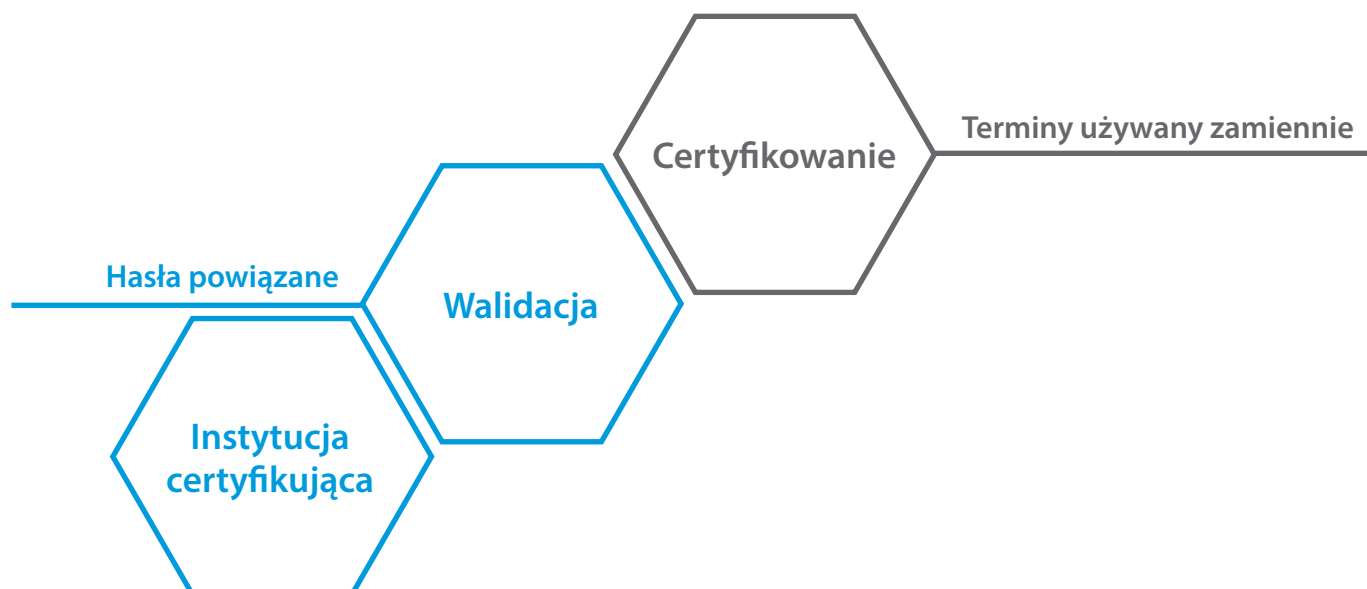 Terminy używany zamiennie
Certyfikowanie
Hasła powiązane
Walidacja
Instytucja
certyfikująca